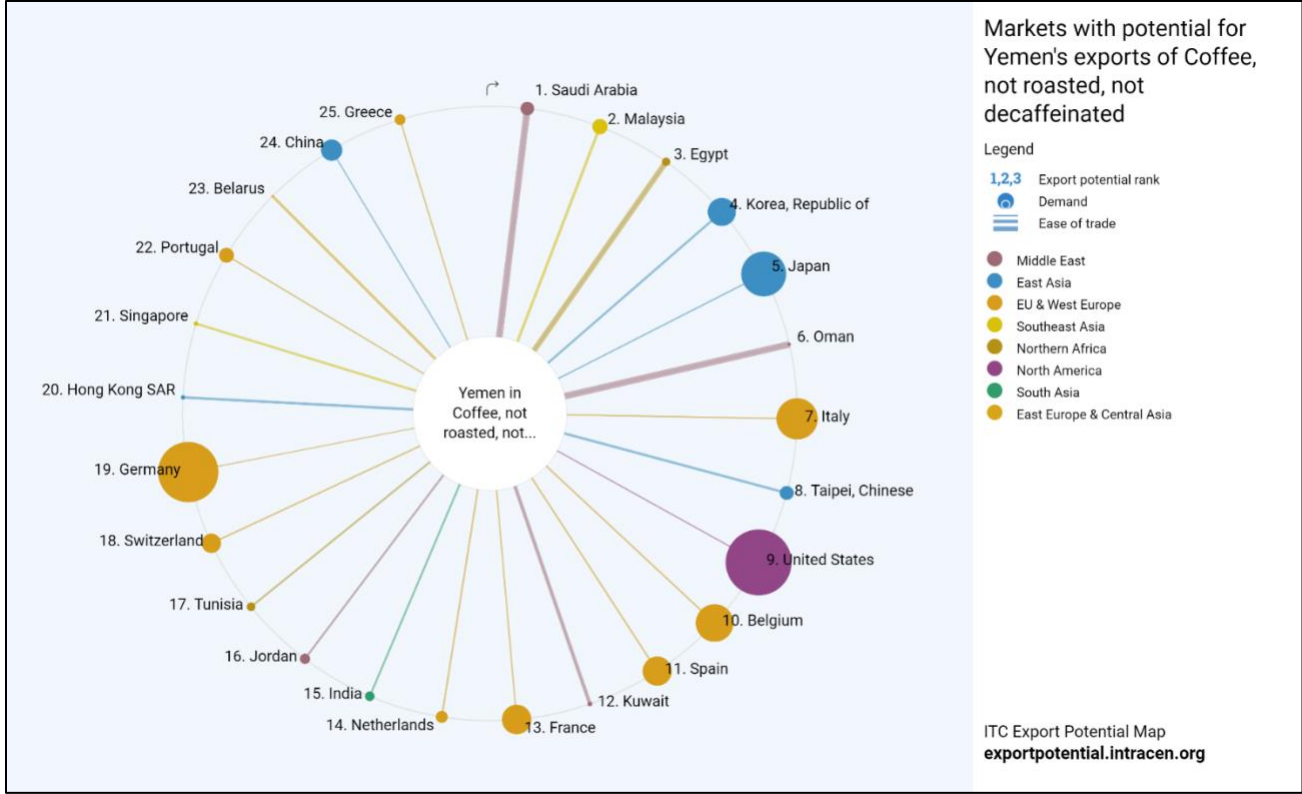 Markets with potential for
Yemen's exports of Coffee,
not roasted, not
decaffeinated
Legend
1,2,3 Export potential rank
Demand
Ease of trade
Middle East
East Asia
EU & West Europe
Southeast Asia
Northern Africa
North America
South Asia
East Europe & Central Asia
ITC Export Potential Map
exportpotential.intracen.org
1. Saudi Arabia
2. Malaysia
3. Egypt
4. Korea, Republic of
5. Japan
6. Oman
7. Italy
8. Taipei, Chinese
9. United States
10. Belgium
11. Spain
12. Kuwait
13. France
14. Netherlands
15. India
16. Jordan
17. Tunisia
18. Switzerland
19. Germany
20. Hong Kong SAR
21. Singapore
22. Portugal
23. Belarus
24. China
25. Greece
Yemen in
Coffee, not
roasted, not...